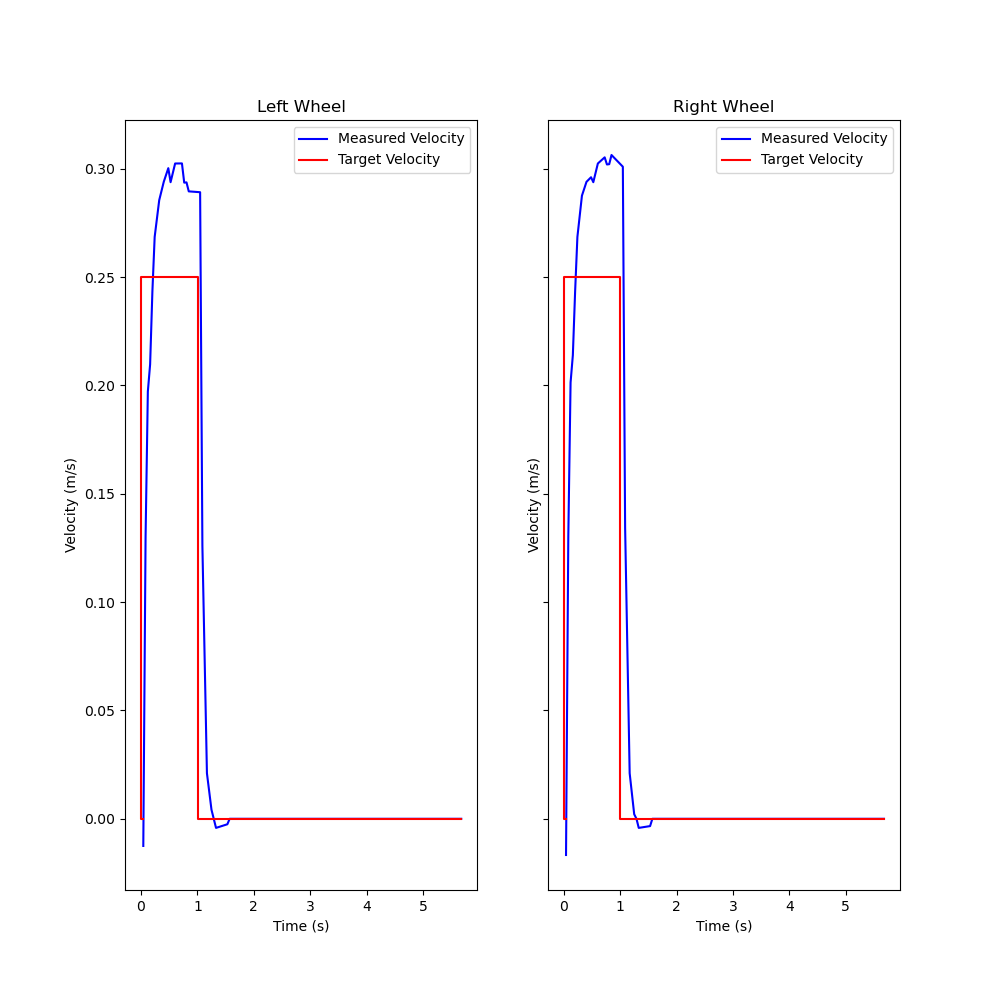 Left Wheel
Measured Velocity
Target Velocity
0.30
0.25
0.20
0.15
0.10
0.05
0.00
Velocity (m/s)
0 1 2 3 4 5
Time (s)
Right Wheel
Measured Velocity
Target Velocity
Velocity (m/s)
0 1 2 3 4 5
Time (s)